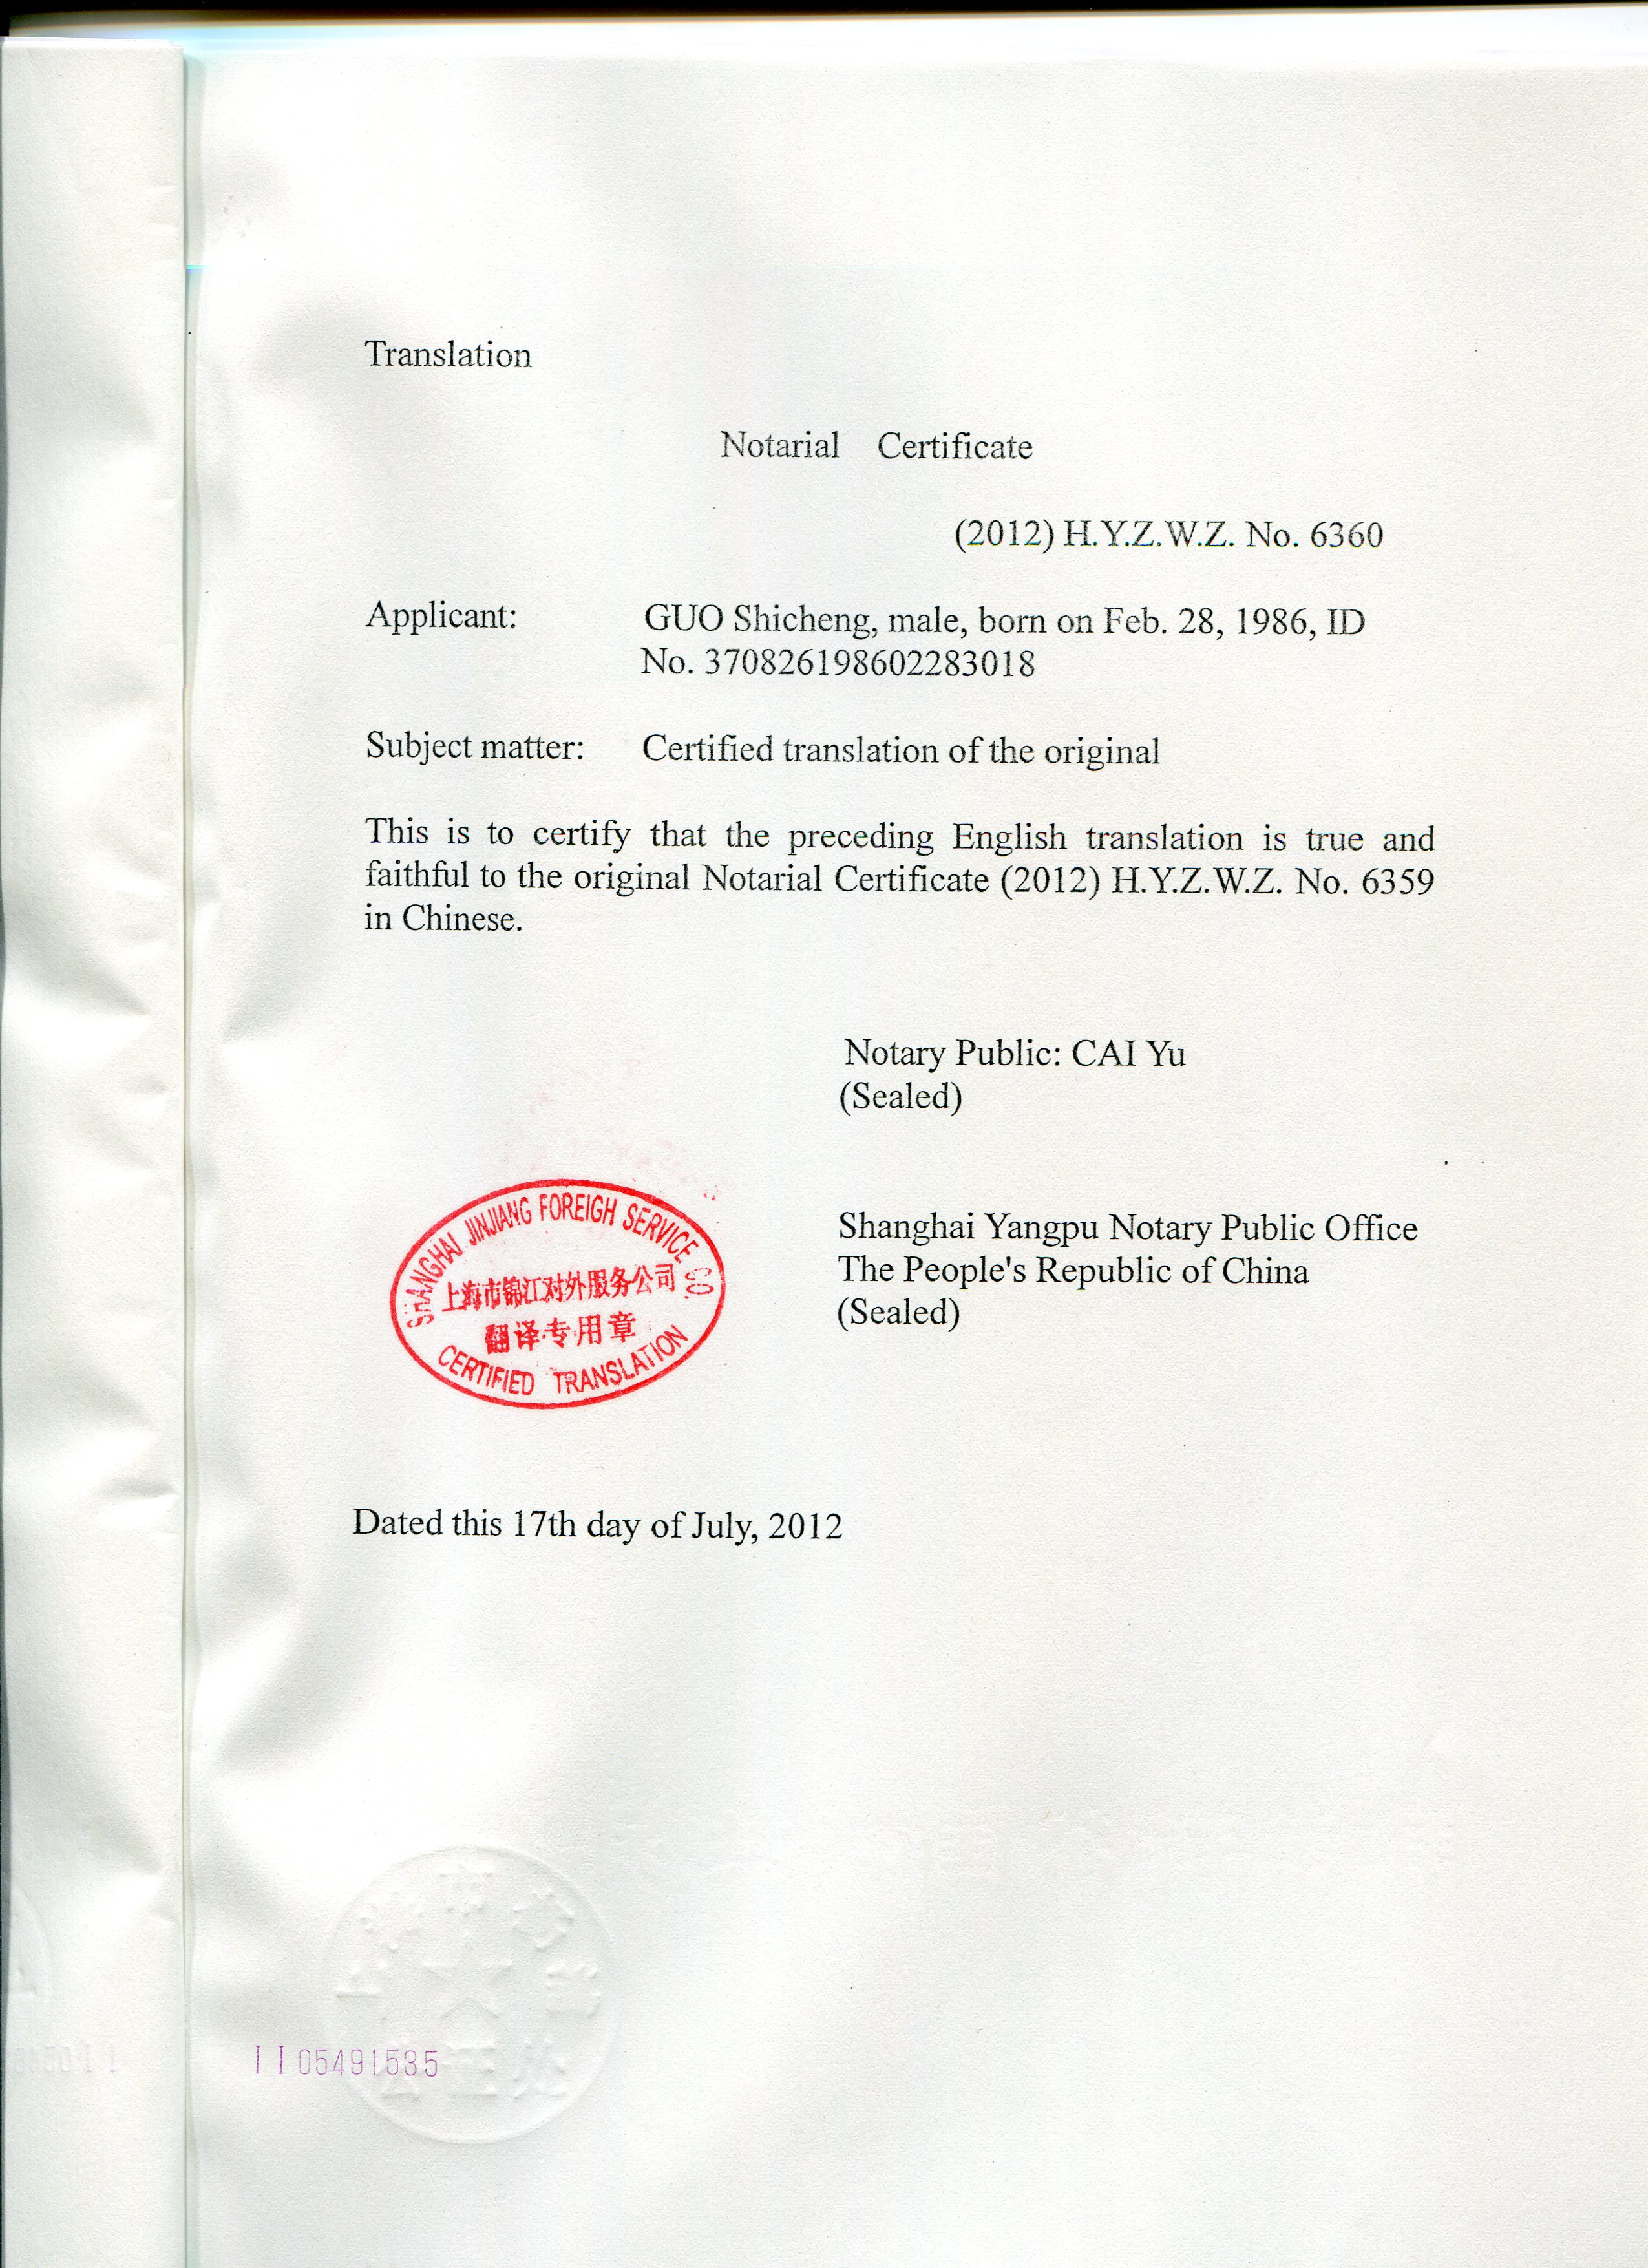 Translation
Notarial Certificate
(2012) H.Y.Z.W.Z. No. 6360
Applicant: GUO Shicheng, male, born on Feb. 28, 1986, ID
No. 370826198602283018
Subject matter: Certified translation of the original
This is to certify that the preceding English translation is true and
faithful to the original Notarial Certificate (2012) H.Y.Z.W.Z. No. 6359
in Chinese.
Notary Public: CAI Yu
(Sealed)
SHANGHAI JINJIANG FOREIGH SERVICE CO.
上海市锦江对外服务公司
翻译专用章
CERTIFIED TRANSLATION
Shanghai Yangpu Notary Public Office
The People's Republic of China
(Sealed)
Dated this 17th day of July, 2012
1105491535